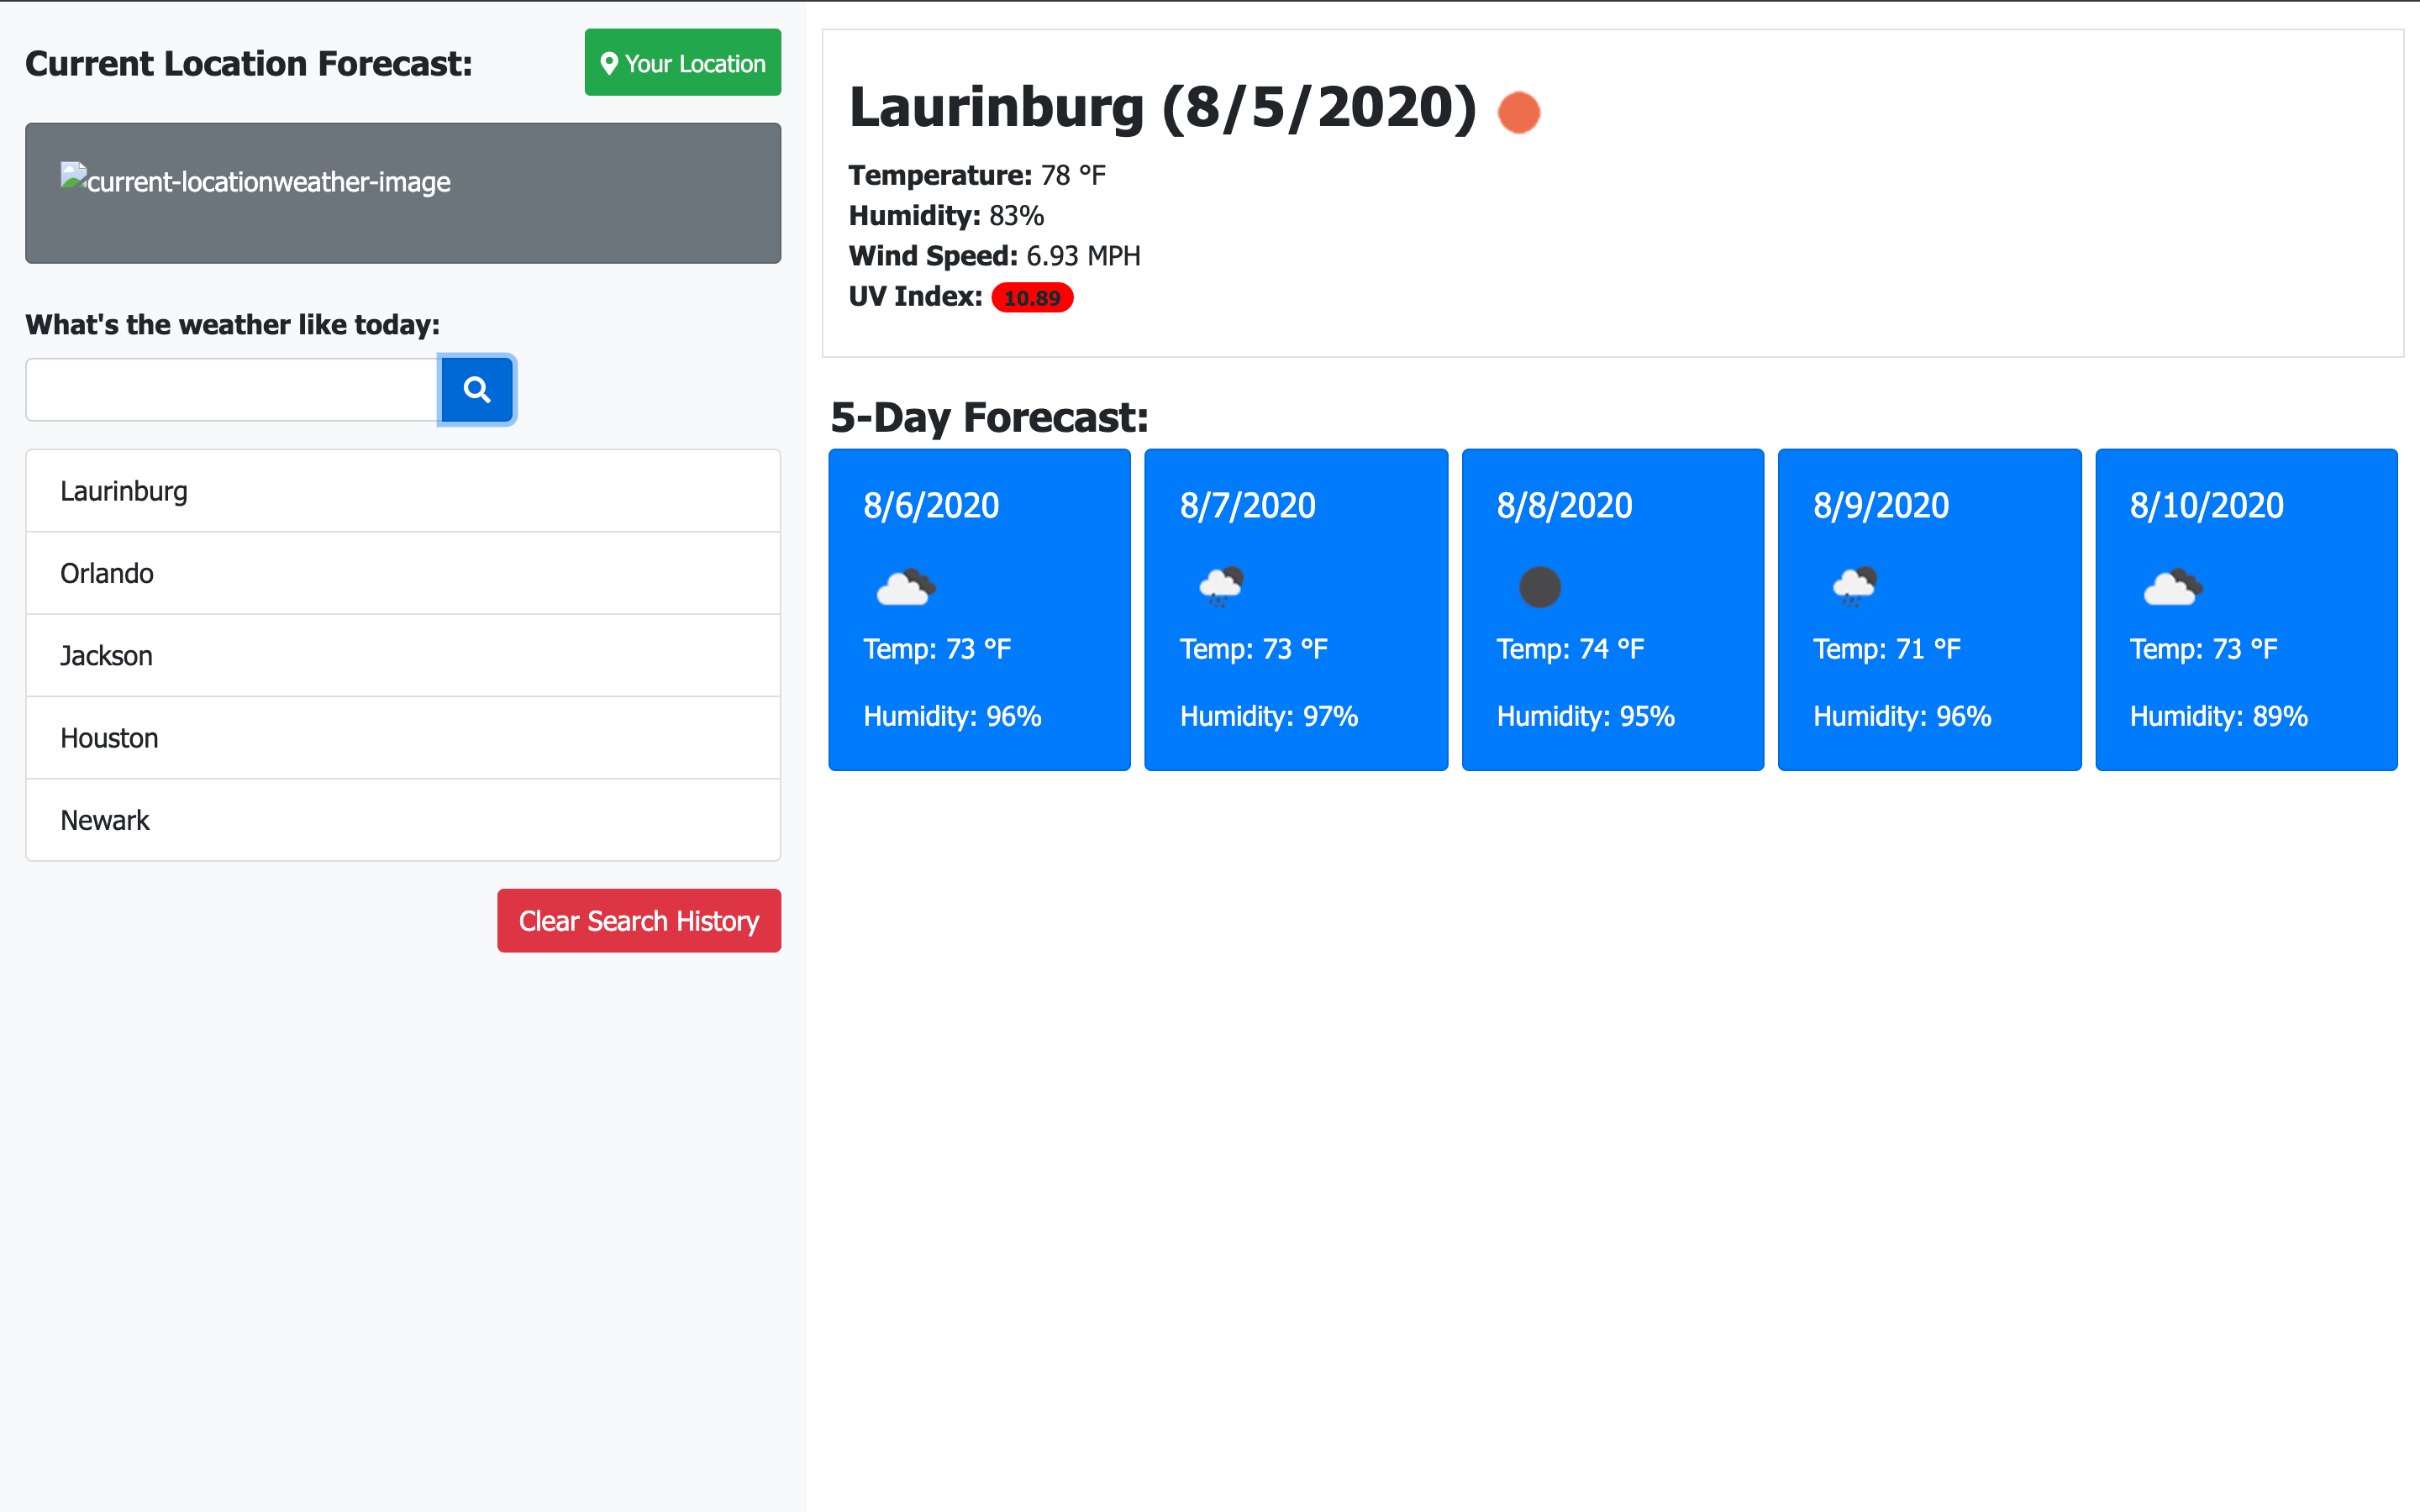 Current Location Forecast:
Your Location
current-locationweather-image
What's the weather like today:
Laurinburg
Orlando
Jackson
Houston
Newark
Clear Search History
Laurinburg (8/5/2020)
Temperature: 78 °F
Humidity: 83%
Wind Speed: 6.93 MPH
UV Index: 10.89
5-Day Forecast:
8/6/2020
Temp: 73 °F
Humidity: 96%
8/7/2020
Temp: 73 °F
Humidity: 97%
8/8/2020
Temp: 74 °F
Humidity: 95%
8/9/2020
Temp: 71 °F
Humidity: 96%
8/10/2020
Temp: 73 °F
Humidity: 89%